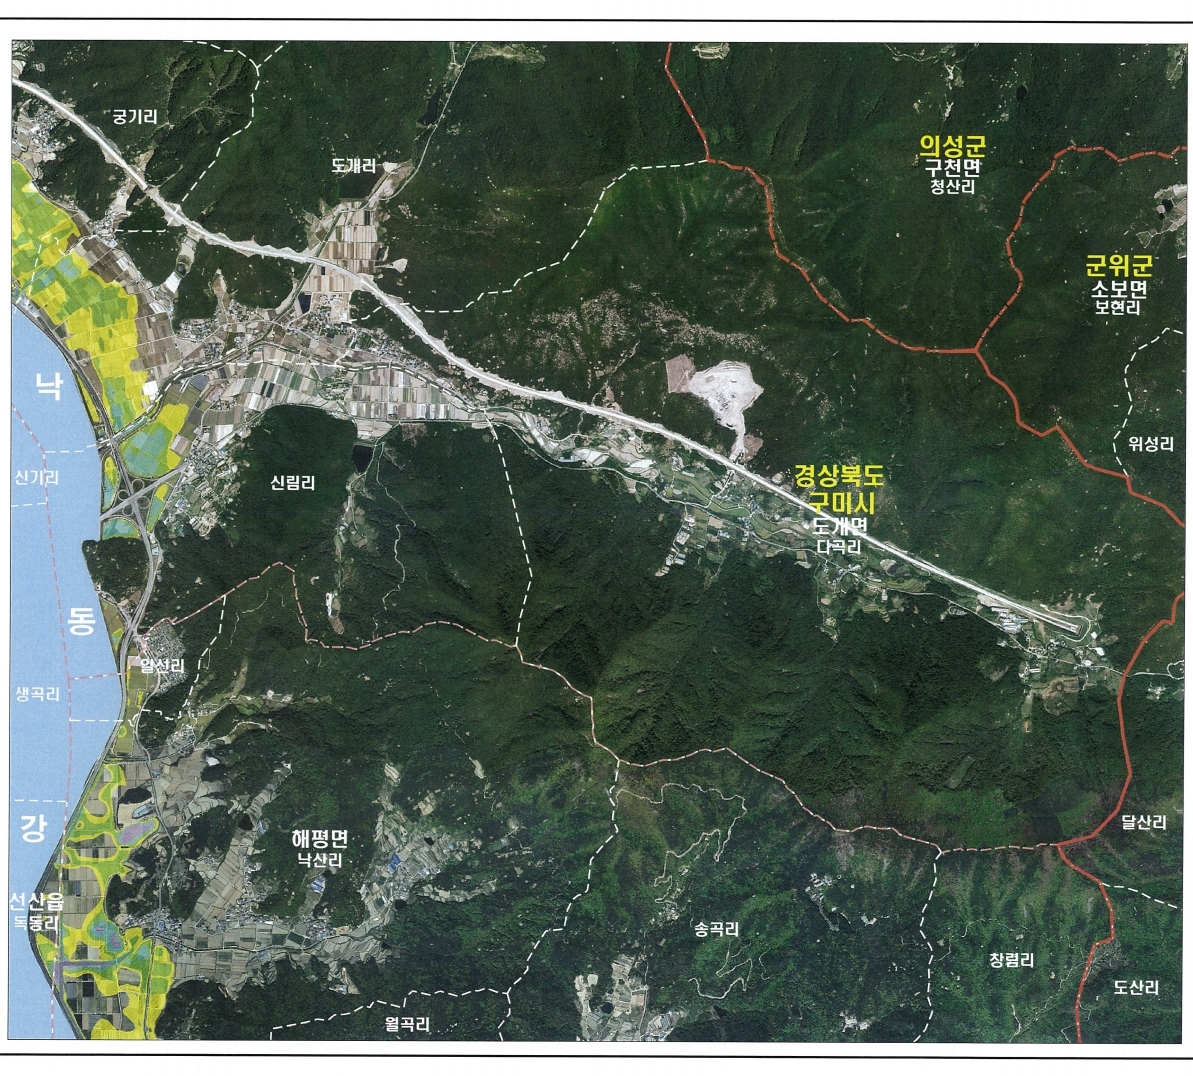 궁기리
도개리
의성군
구천면
청산리
군위군
소보면
보현리
낙
신기리
신림리
위성리
경상북도
구미시
도개면
다곡리
동
일선리
생곡리
강
해평면
낙산리
달산리
선산읍
독동리
송곡리
창림리
도산리
월곡리